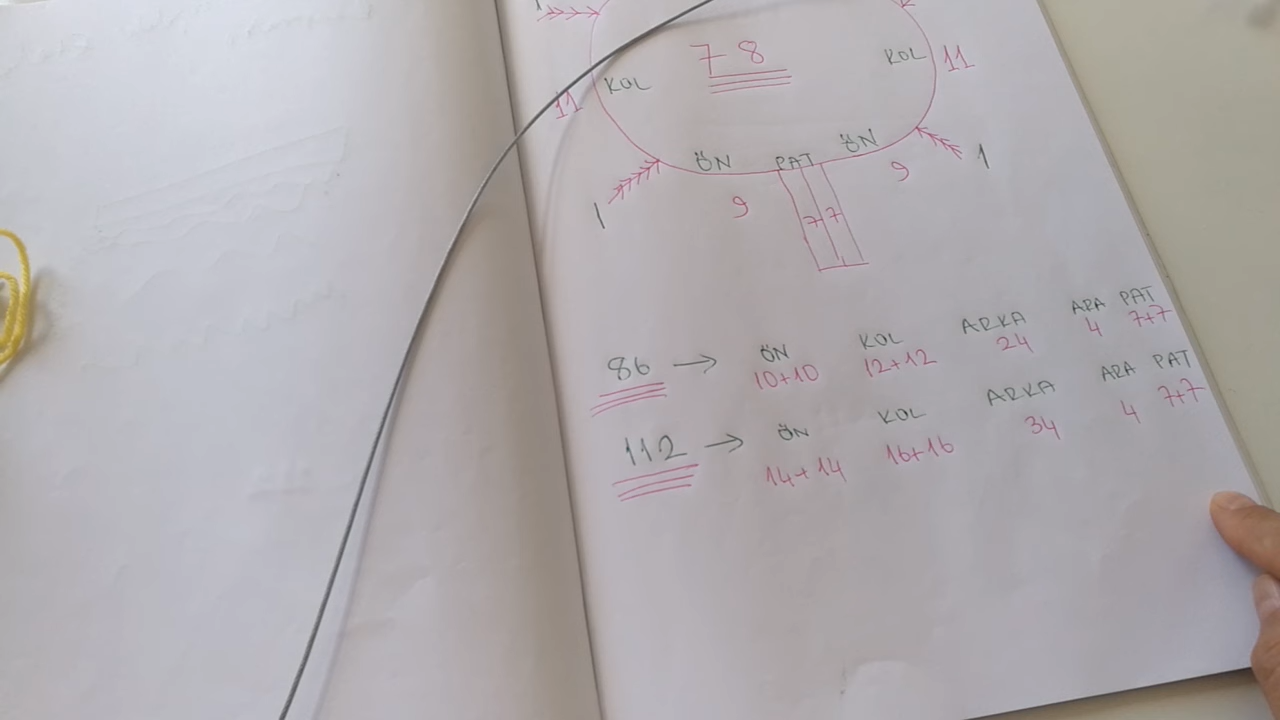 78
KOL KOL 11
11
ÖN PAT ÖN
1 9 7 7 9 1
ÖN KOL ARKA ARA PAT
86 → 10+10 12+12 24 4 7+7
ÖN KOL ARKA ARA PAT
112 → 14+14 16+16 34 4 7+7